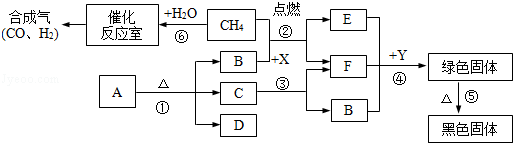 合成气
(CO、H₂)
催化
反应室
+H₂O
⑥
CH₄
点燃
②
E
B
+X
F
+Y
④
绿色固体
A
△
①
C
③
B
△
⑤
D
黑色固体